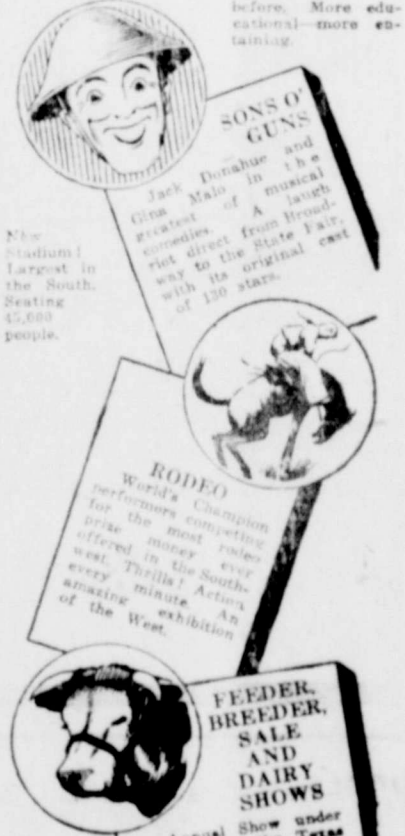 before. More edu-
cational—more en-
taining.
SONS O'
GUNS
Jack Donahue and
Gina Malo in the
greatest of musical
comedies. A laugh
riot direct from Broad-
way to the State Fair,
with its original cast
of 130 stars.
New
Stadium!
Largest in
the South.
Seating
people.
RODEO
World's Champion
performers competing
for the most rodeo
prize money ever
offered in the South-
west. Thrills! Action
every minute. An
amazing exhibition
of the West.
FEEDER,
BREEDER,
SALE
AND
DAIRY
SHOWS
Show under
Texas